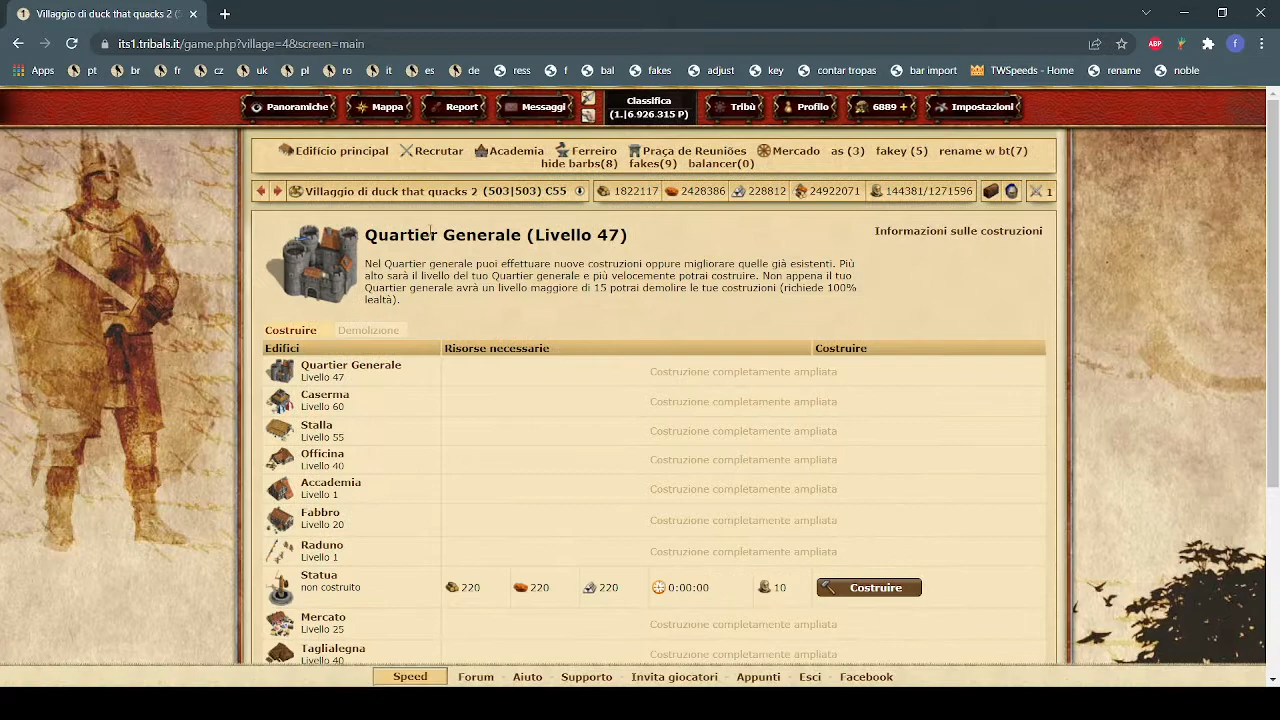 Villaggio di duck that quacks 2 (
its1.tribals.it/game.php?village=48&screen=main
ABP
f
Apps pt br fr cz uk pl ro it es de ress f bal fakes adjust key contar tropas bar import TWSpeeds - Home rename noble
Panoramiche Mappa Report Messaggi Classifica Tribù Profilo 6889 + Impostazioni
(1.|6.926.315 P)
Edifício principal Recrutar Academia Ferreiro Praça de Reuniões Mercado as (3) fakey (5) rename w bt(7)
hide barbs(8) fakes(9) balancer(0)
Villaggio di duck that quacks 2 (503|503) C55 1822117 2428386 228812 24922071 144381/1271596 1
Quartier Generale (Livello 47)
Informazioni sulle costruzioni
Nel Quartier generale puoi effettuare nuove costruzioni oppure migliorare quelle già esistenti. Più
alto sarà il livello del tuo Quartier generale e più velocemente potrai costruire. Non appena il tuo
Quartier generale avrà un livello maggiore di 15 potrai demolire le tue costruzioni (richiede 100%
lealtà).
Costruire Demolizione
Edifici Risorse necessarie Costruire
Quartier Generale
Livello 47
Costruzione completamente ampliata
Caserma
Livello 60
Costruzione completamente ampliata
Stalla
Livello 55
Costruzione completamente ampliata
Officina
Livello 40
Costruzione completamente ampliata
Accademia
Livello 1
Costruzione completamente ampliata
Fabbro
Livello 20
Costruzione completamente ampliata
Raduno
Livello 1
Costruzione completamente ampliata
Statua
non costruito
220 220 220 0:00:00 10 Costruire
Mercato
Livello 25
Costruzione completamente ampliata
Taglialegna
Livello 40
Costruzione completamente ampliata
Speed Forum - Aiuto - Supporto - Invita giocatori - Appunti - Esci - Facebook